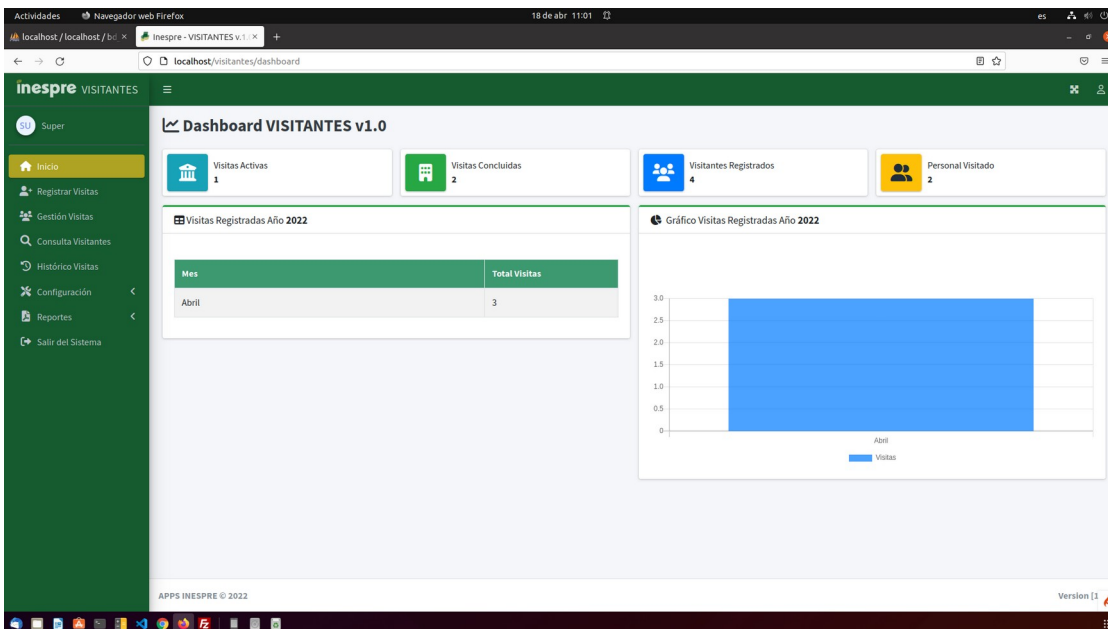 Actividades Navegador web Firefox 18 de abr 11:01 es
localhost / localhost / bd × Inespre - VISITANTES v.1. × +
localhost/visitantes/dashboard
inespre VISITANTES
SU Super
Dashboard VISITANTES v1.0
Inicio
Registrar Visitas
Gestión Visitas
Consulta Visitantes
Histórico Visitas
Configuración
Reportes
Salir del Sistema
Visitas Activas
1
Visitas Concluidas
2
Visitantes Registrados
4
Personal Visitado
2
Visitas Registradas Año 2022
Mes Total Visitas
Abril 3
Gráfico Visitas Registradas Año 2022
3.0
2.5
2.0
1.5
1.0
0.5
0
Abril
Visitas
APPS INESPRE © 2022 Version [1